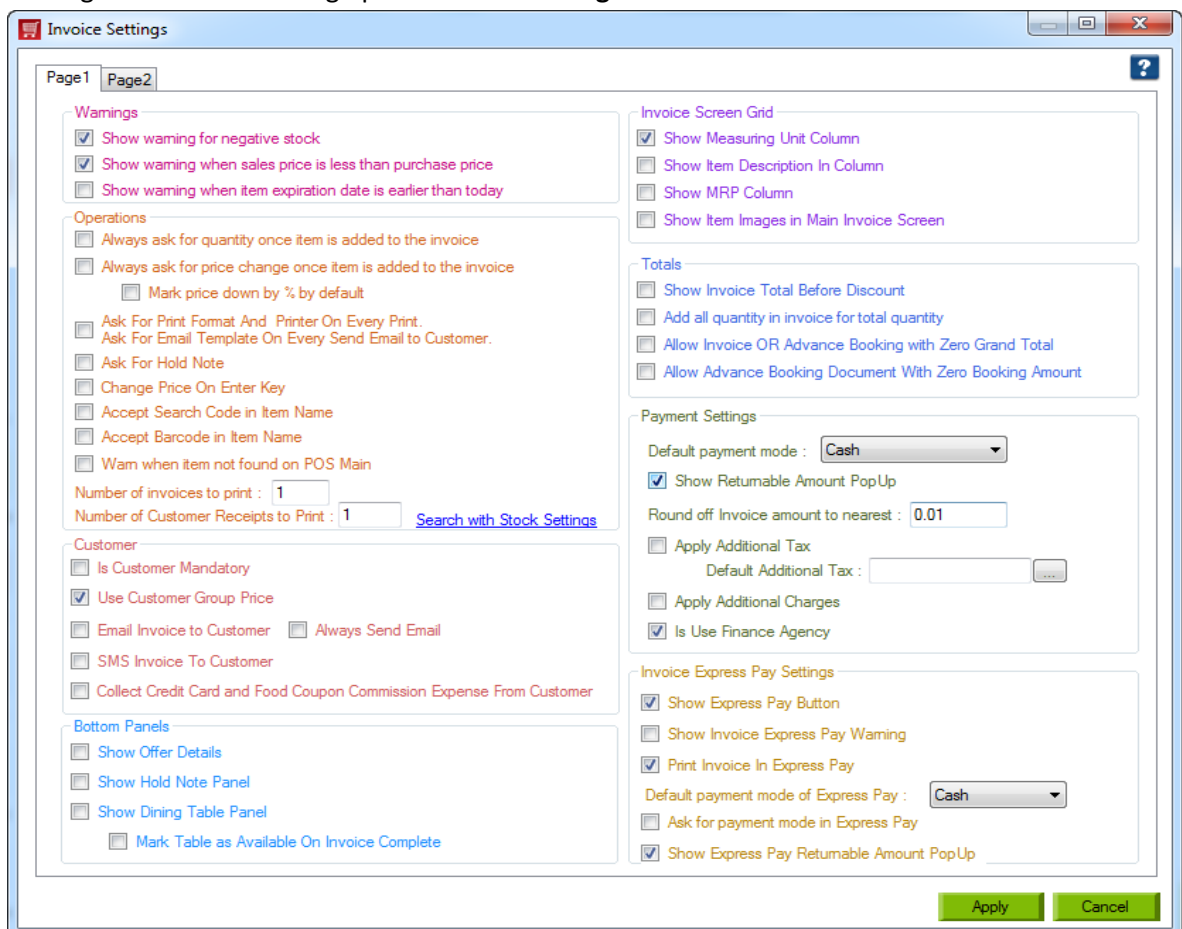 Invoice Settings
Page1 Page2
Warnings
Show warning for negative stock
Show warning when sales price is less than purchase price
Show warning when item expiration date is earlier than today
Operations
Always ask for quantity once item is added to the invoice
Always ask for price change once item is added to the invoice
Mark price down by % by default
Ask For Print Format And Printer On Every Print.
Ask For Email Template On Every Send Email to Customer.
Ask For Hold Note
Change Price On Enter Key
Accept Search Code in Item Name
Accept Barcode in Item Name
Warn when item not found on POS Main
Number of invoices to print : 1
Number of Customer Receipts to Print : 1 Search with Stock Settings
Customer
Is Customer Mandatory
Use Customer Group Price
Email Invoice to Customer Always Send Email
SMS Invoice To Customer
Collect Credit Card and Food Coupon Commission Expense From Customer
Bottom Panels
Show Offer Details
Show Hold Note Panel
Show Dining Table Panel
Mark Table as Available On Invoice Complete
Invoice Screen Grid
Show Measuring Unit Column
Show Item Description In Column
Show MRP Column
Show Item Images in Main Invoice Screen
Totals
Show Invoice Total Before Discount
Add all quantity in invoice for total quantity
Allow Invoice OR Advance Booking with Zero Grand Total
Allow Advance Booking Document With Zero Booking Amount
Payment Settings
Default payment mode : Cash
Show Returnable Amount PopUp
Round off Invoice amount to nearest : 0.01
Apply Additional Tax
Default Additional Tax : ...
Apply Additional Charges
Is Use Finance Agency
Invoice Express Pay Settings
Show Express Pay Button
Show Invoice Express Pay Warning
Print Invoice In Express Pay
Default payment mode of Express Pay : Cash
Ask for payment mode in Express Pay
Show Express Pay Returnable Amount PopUp
Apply Cancel